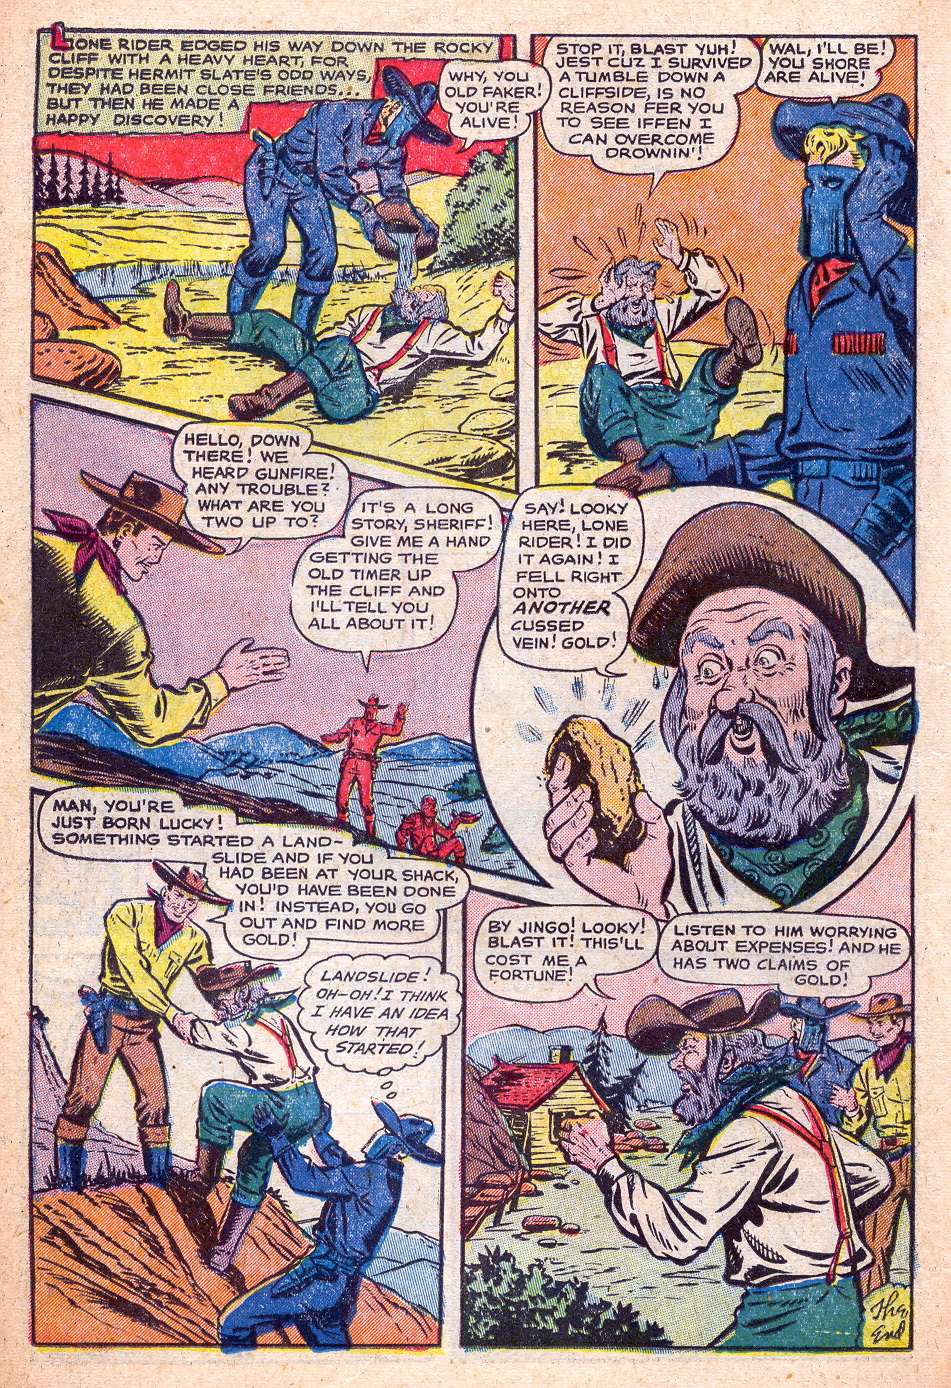 LONE RIDER EDGED HIS WAY DOWN THE ROCKY
CLIFF WITH A HEAVY HEART, FOR
DESPITE HERMIT SLATE'S ODD WAYS,
THEY HAD BEEN CLOSE FRIENDS...
BUT THEN HE MADE A
HAPPY DISCOVERY!
WHY, YOU
OLD FAKER!
YOU'RE
ALIVE!
STOP IT, BLAST YUH!
JEST CUZ I SURVIVED
A TUMBLE DOWN A
CLIFFSIDE, IS NO
REASON FER YOU
TO SEE IFFEN I
CAN OVERCOME
DROWNIN'!
WAL, I'LL BE!
YOU SHORE
ARE ALIVE!
HELLO, DOWN
THERE! WE
HEARD GUNFIRE!
ANY TROUBLE?
WHAT ARE YOU
TWO UP TO?
IT'S A LONG
STORY, SHERIFF!
GIVE ME A HAND
GETTING THE
OLD TIMER UP
THE CLIFF AND
I'LL TELL YOU
ALL ABOUT IT!
SAY! LOOKY
HERE, LONE
RIDER! I DID
IT AGAIN! I
FELL RIGHT
ONTO
ANOTHER
CUSSED
VEIN! GOLD!
MAN, YOU'RE
JUST BORN LUCKY!
SOMETHING STARTED A LAND-
SLIDE AND IF YOU
HAD BEEN AT YOUR SHACK,
YOU'D HAVE BEEN DONE
IN! INSTEAD, YOU GO
OUT AND FIND MORE
GOLD!
LANDSLIDE!
OH-OH! I THINK
I HAVE AN IDEA
HOW THAT
STARTED!
BY JINGO! LOOKY!
BLAST IT! THIS'LL
COST ME A
FORTUNE!
LISTEN TO HIM WORRYING
ABOUT EXPENSES! AND HE
HAS TWO CLAIMS OF
GOLD!
The
End